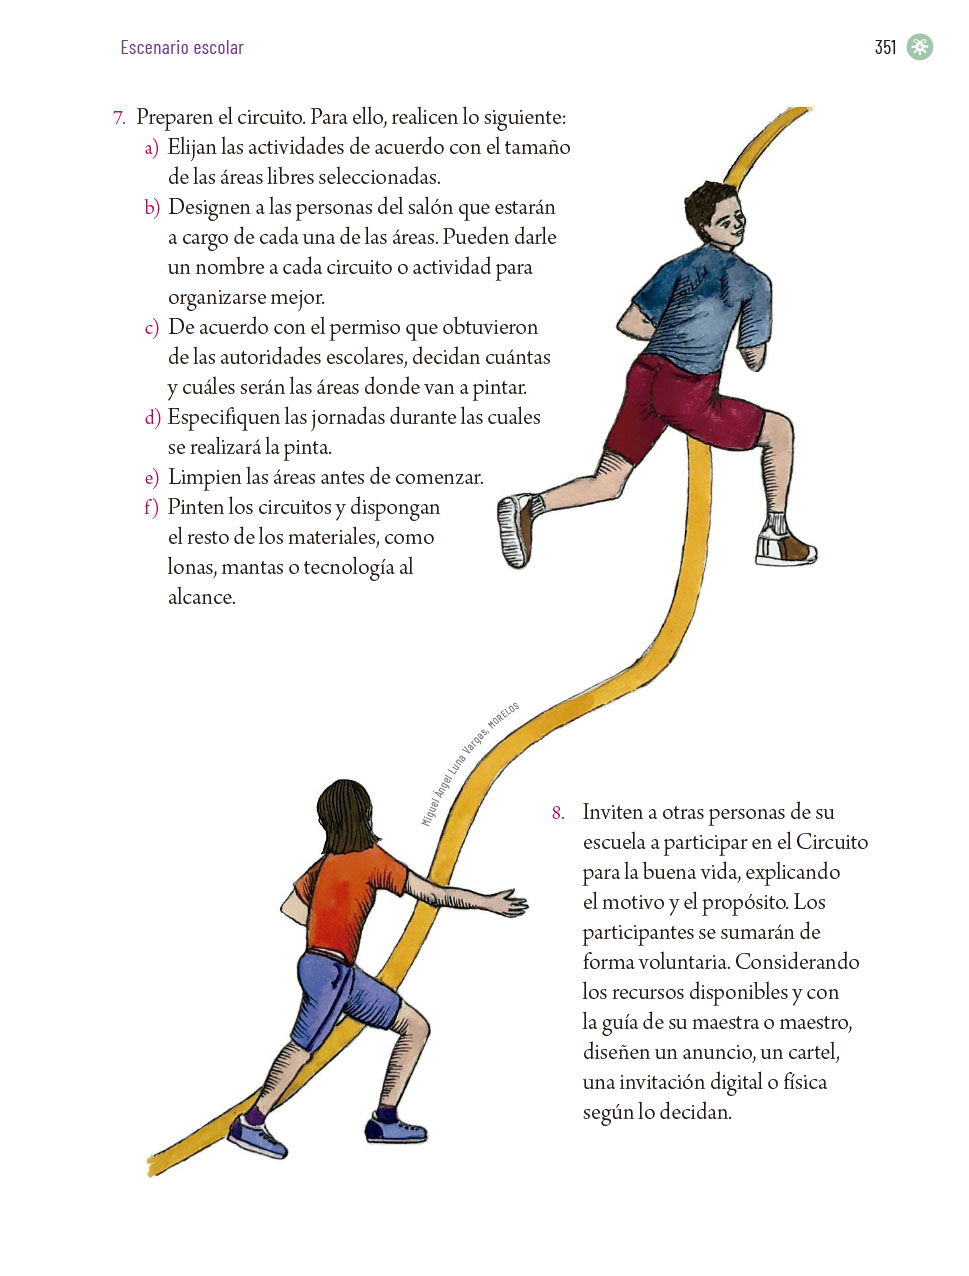 Escenario escolar
351
7. Preparen el circuito. Para ello, realicen lo siguiente:
a) Elijan las actividades de acuerdo con el tamaño
de las áreas libres seleccionadas.
b) Designen a las personas del salón que estarán
a cargo de cada una de las áreas. Pueden darle
un nombre a cada circuito o actividad para
organizarse mejor.
c) De acuerdo con el permiso que obtuvieron
de las autoridades escolares, decidan cuántas
y cuáles serán las áreas donde van a pintar.
d) Especifiquen las jornadas durante las cuales
se realizará la pinta.
e) Limpien las áreas antes de comenzar.
f) Pinten los circuitos y dispongan
el resto de los materiales, como
lonas, mantas o tecnología al
alcance.
Miguel Ángel Luna Vargas, MORELOS
8. Inviten a otras personas de su
escuela a participar en el Circuito
para la buena vida, explicando
el motivo y el propósito. Los
participantes se sumarán de
forma voluntaria. Considerando
los recursos disponibles y con
la guía de su maestra o maestro,
diseñen un anuncio, un cartel,
una invitación digital o física
según lo decidan.